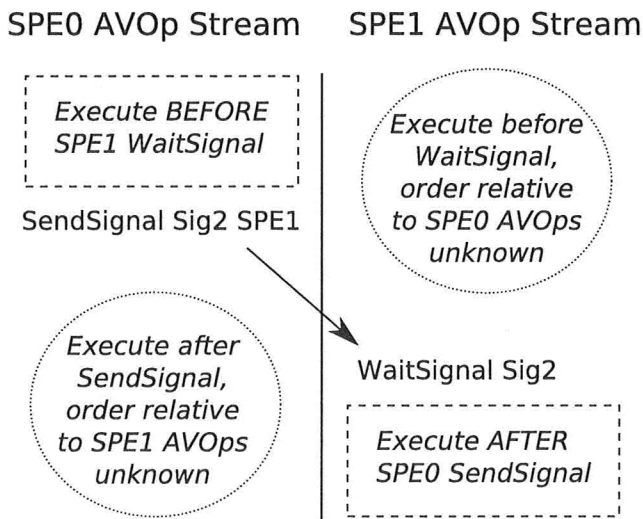 SPE0 AVOp Stream
SPE1 AVOp Stream
Execute BEFORE
SPE1 WaitSignal
SendSignal Sig2 SPE1
Execute before
WaitSignal,
order relative
to SPE0 AVOps
unknown
Execute after
SendSignal,
order relative
to SPE1 AVOps
unknown
WaitSignal Sig2
Execute AFTER
SPE0 SendSignal